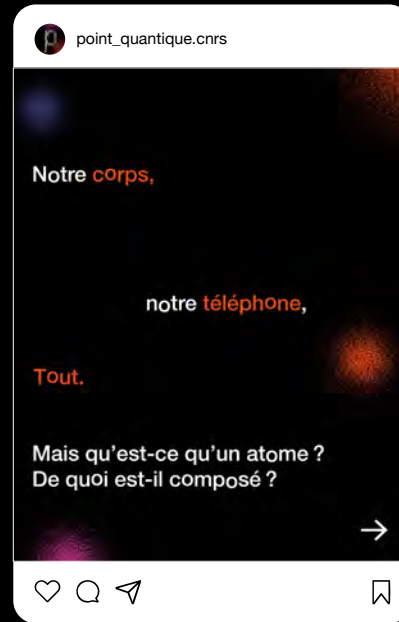 point_quantique.cnrs
Notre corps,
notre téléphone,
Tout.
Mais qu’est-ce qu’un atome ?
De quoi est-il composé ?